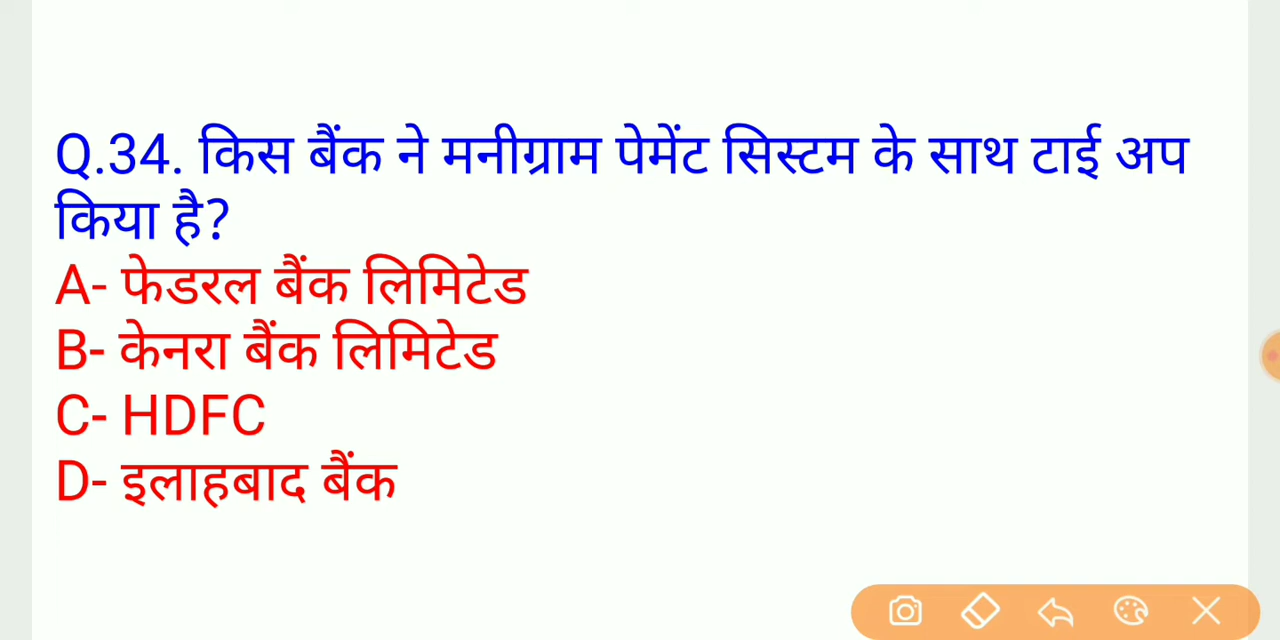 Q.34. किस बैंक ने मनीग्राम पेमेंट सिस्टम के साथ टाई अप
किया है?
A- फेडरल बैंक लिमिटेड
B- केनरा बैंक लिमिटेड
C- HDFC
D- इलाहबाद बैंक